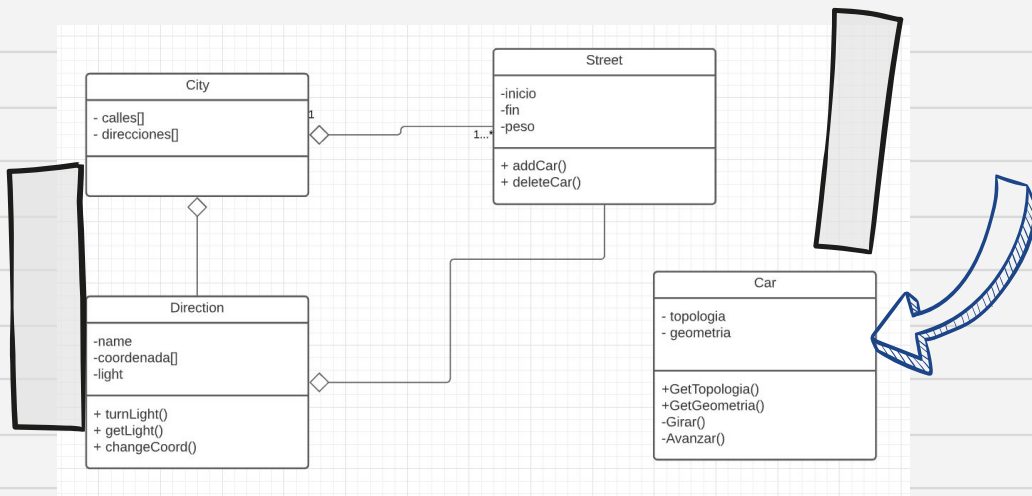 City
- calles[]
- direcciones[]
1
1...*
Street
-inicio
-fin
-peso
+ addCar()
+ deleteCar()
Direction
-name
-coordenada[]
-light
+ turnLight()
+ getLight()
+ changeCoord()
Car
- topologia
- geometria
+GetTopologia()
+GetGeometria()
-Girar()
-Avanzar()